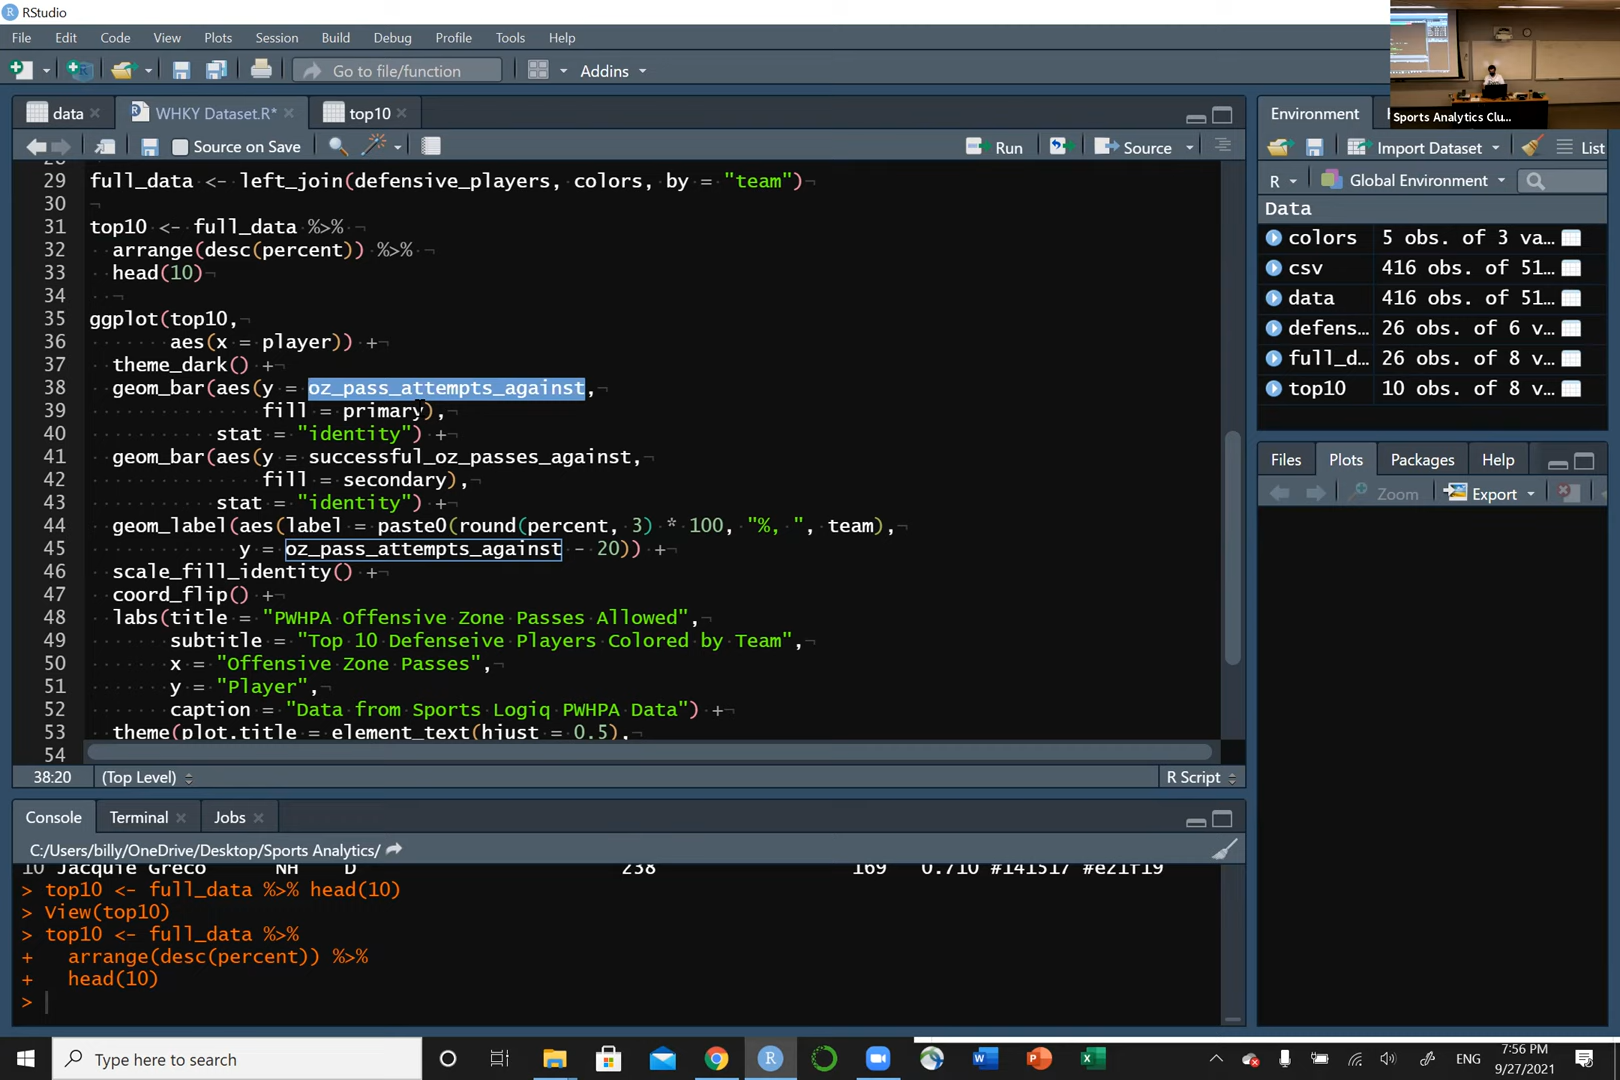 RStudio
File Edit Code View Plots Session Build Debug Profile Tools Help
Go to file/function Addins
Sports Analytics Clu...
data WHKY Dataset.R* top10
Source on Save Run Source
29 full_data <- left_join(defensive_players, colors, by = "team")
30
31 top10 <- full_data %>%
32 arrange(desc(percent)) %>%
33 head(10)
34
35 ggplot(top10,
36 aes(x = player)) +
37 theme_dark() +
38 geom_bar(aes(y = oz_pass_attempts_against,
39 fill = primary),
40 stat = "identity") +
41 geom_bar(aes(y = successful_oz_passes_against,
42 fill = secondary),
43 stat = "identity") +
44 geom_label(aes(label = paste0(round(percent, 3) * 100, "%, ", team),
45 y = oz_pass_attempts_against - 20)) +
46 scale_fill_identity() +
47 coord_flip() +
48 labs(title = "PWHPA Offensive Zone Passes Allowed",
49 subtitle = "Top 10 Defenseive Players Colored by Team",
50 x = "Offensive Zone Passes",
51 y = "Player",
52 caption = "Data from Sports Logiq PWHPA Data") +
53 theme(plot.title = element_text(hjust = 0.5),
54
38:20 (Top Level) R Script
Console Terminal Jobs
C:/Users/billy/OneDrive/Desktop/Sports Analytics/
10 Jacquie Greco NH D 238 169 0.710 #141517 #e21f19
> top10 <- full_data %>% head(10)
> View(top10)
> top10 <- full_data %>%
+ arrange(desc(percent)) %>%
+ head(10)
>
Environment
Import Dataset List
R Global Environment
Data
colors 5 obs. of 3 va...
csv 416 obs. of 51...
data 416 obs. of 51...
defens... 26 obs. of 6 v...
full_d... 26 obs. of 8 v...
top10 10 obs. of 8 v...
Files Plots Packages Help
Zoom Export
Type here to search
ENG
7:56 PM
9/27/2021